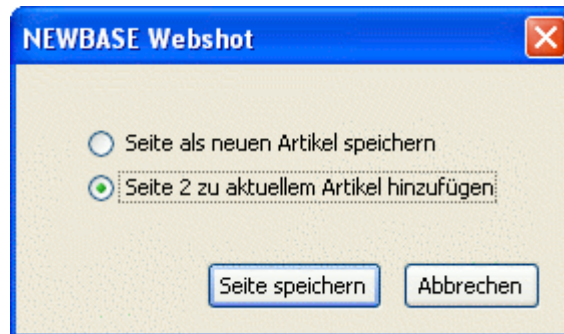 NEWBASE Webshot
Seite als neuen Artikel speichern
Seite 2 zu aktuellem Artikel hinzufügen
Seite speichern Abbrechen